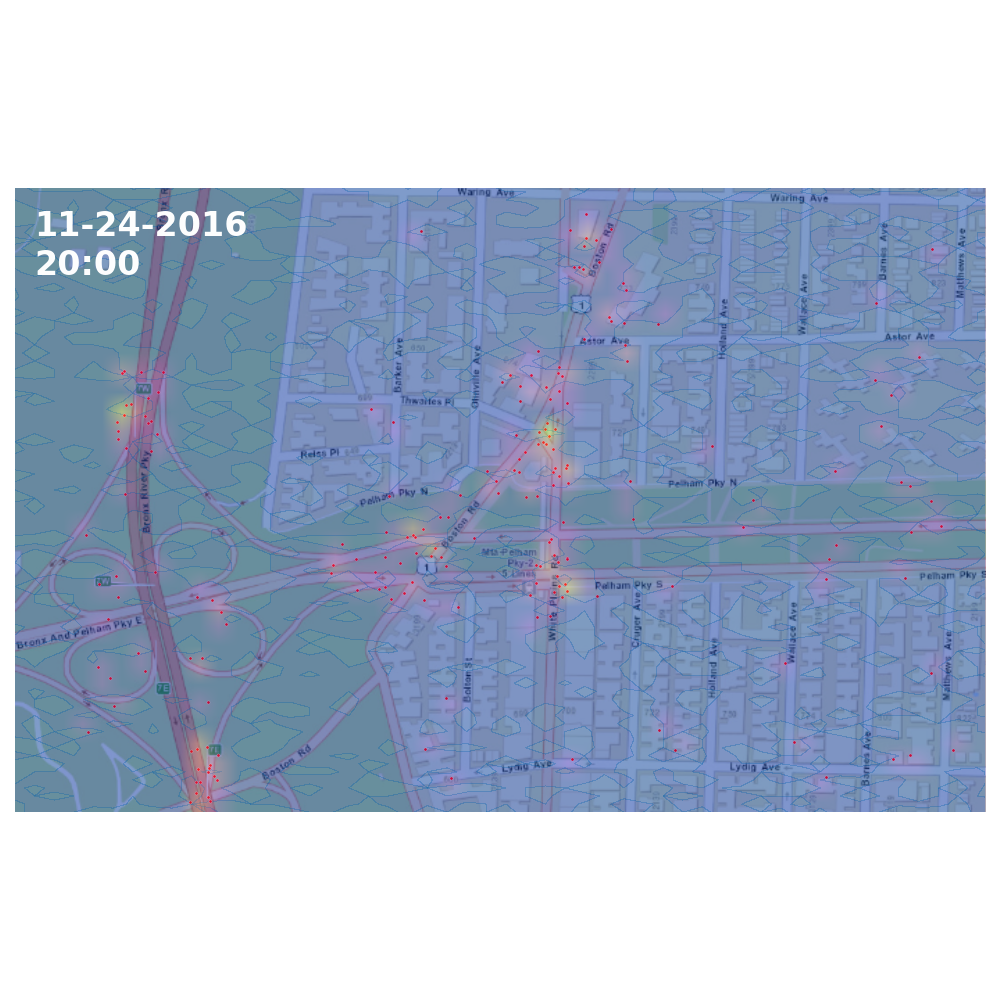 11-24-2016
20:00
Waring Ave
Waring Ave
Boston Rd
Barnes Ave
Matthews Ave
1
Wallace Ave
Holland Ave
Astor Ave
Astor Ave
Barker Ave
Olinville Ave
7W
Thwaites Pl
Reiss Pl
Bronx River Pky
Pelham Pky N
Pelham Pky N
Boston Rd
Pelham
Pky-2
5 Lines
1
7W
White Plains Rd
Pelham Pky S
Pelham Pky S
Cruger Ave
Bronx And Pelham Pky E
Wallace Ave
Holland Ave
Matthews Ave
Bolton St
7E
Boston Rd
Lydig Ave
Lydig Ave
Barnes Ave